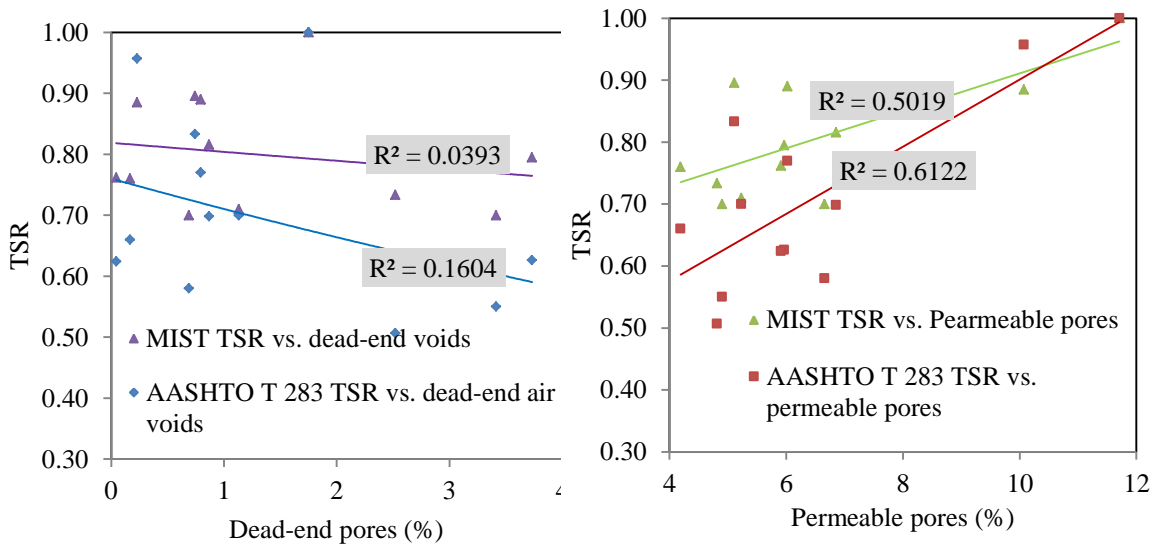 1.00
0.90
0.80
0.70
0.60
0.50
0.40
0.30
TSR
R² = 0.0393
R² = 0.1604
MIST TSR vs. dead-end voids
AASHTO T 283 TSR vs. dead-end air
voids
0 1 2 3 4
Dead-end pores (%)
1.00
0.90
0.80
0.70
0.60
0.50
0.40
0.30
TSR
R² = 0.5019
R² = 0.6122
MIST TSR vs. Pearmeable pores
AASHTO T 283 TSR vs.
permeable pores
4 6 8 10 12
Permeable pores (%)